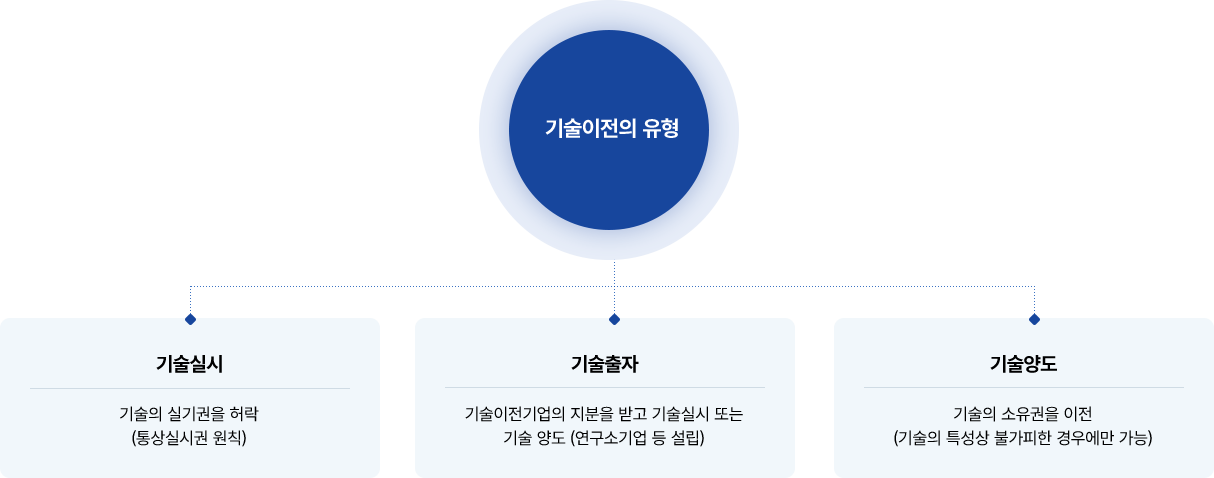 기술이전의 유형
기술실시
기술의 실기권을 허락
(통상실시권 원칙)
기술출자
기술이전기업의 지분을 받고 기술실시 또는
기술 양도 (연구소기업 등 설립)
기술양도
기술의 소유권을 이전
(기술의 특성상 불가피한 경우에만 가능)